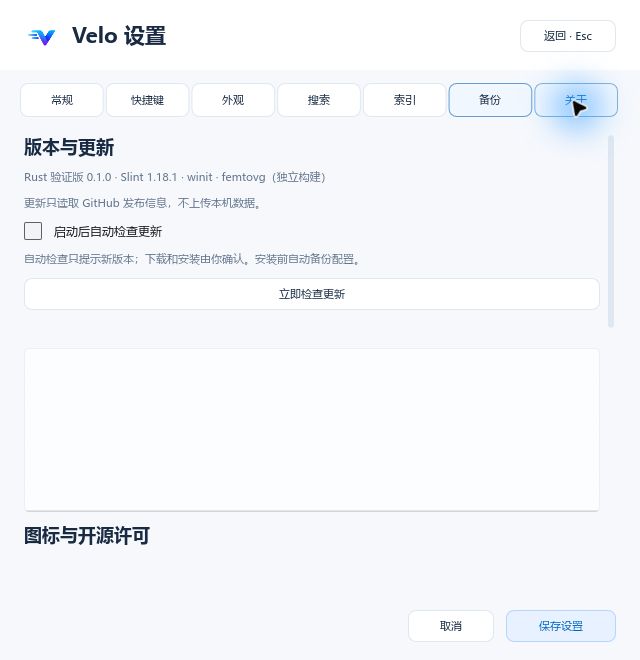 Velo 设置
返回 · Esc
常规
快捷键
外观
搜索
索引
备份
关于
版本与更新
Rust 验证版 0.1.0 · Slint 1.18.1 · winit · femtovg（独立构建）
更新只读取 GitHub 发布信息，不上传本机数据。
启动后自动检查更新
自动检查只提示新版本；下载和安装由你确认。安装前自动备份配置。
立即检查更新
图标与开源许可
取消
保存设置